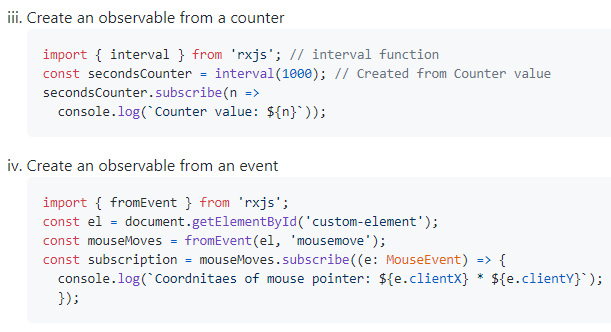 iii. Create an observable from a counter
import { interval } from 'rxjs'; // interval function
const secondsCounter = interval(1000); // Created from Counter value
secondsCounter.subscribe(n =>
  console.log(`Counter value: ${n}`));
iv. Create an observable from an event
import { fromEvent } from 'rxjs';
const el = document.getElementById('custom-element');
const mouseMoves = fromEvent(el, 'mousemove');
const subscription = mouseMoves.subscribe((e: MouseEvent) => {
  console.log(`Coordnitaes of mouse pointer: ${e.clientX} * ${e.clientY}`);
  });